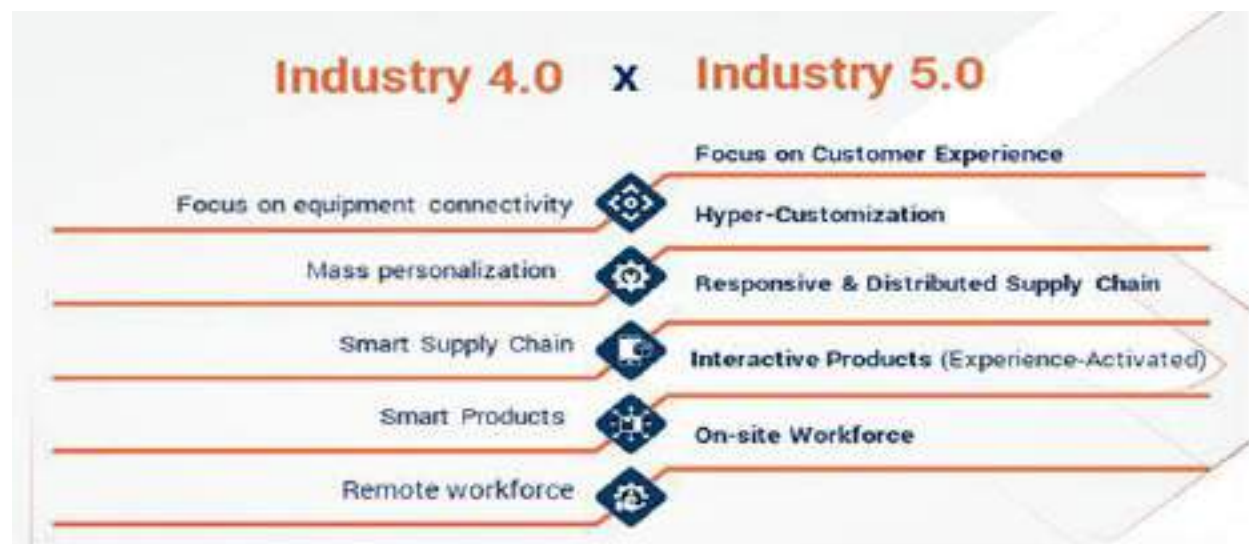 Industry 4.0 x Industry 5.0
Focus on Customer Experience
Focus on equipment connectivity
Hyper-Customization
Mass personalization
Responsive & Distributed Supply Chain
Smart Supply Chain
Interactive Products (Experience-Activated)
Smart Products
On-site Workforce
Remote workforce